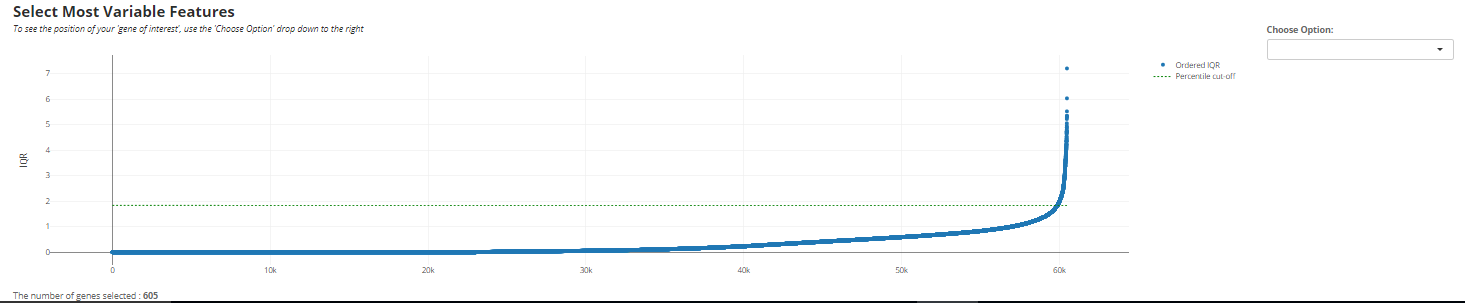 Select Most Variable Features
To see the position of your 'gene of interest', use the 'Choose Option' drop down to the right
Choose Option:
Ordered IQR
Percentile cut-off
7
6
5
4
3
2
1
0
IQR
0 10k 20k 30k 40k 50k 60k
The number of genes selected : 605